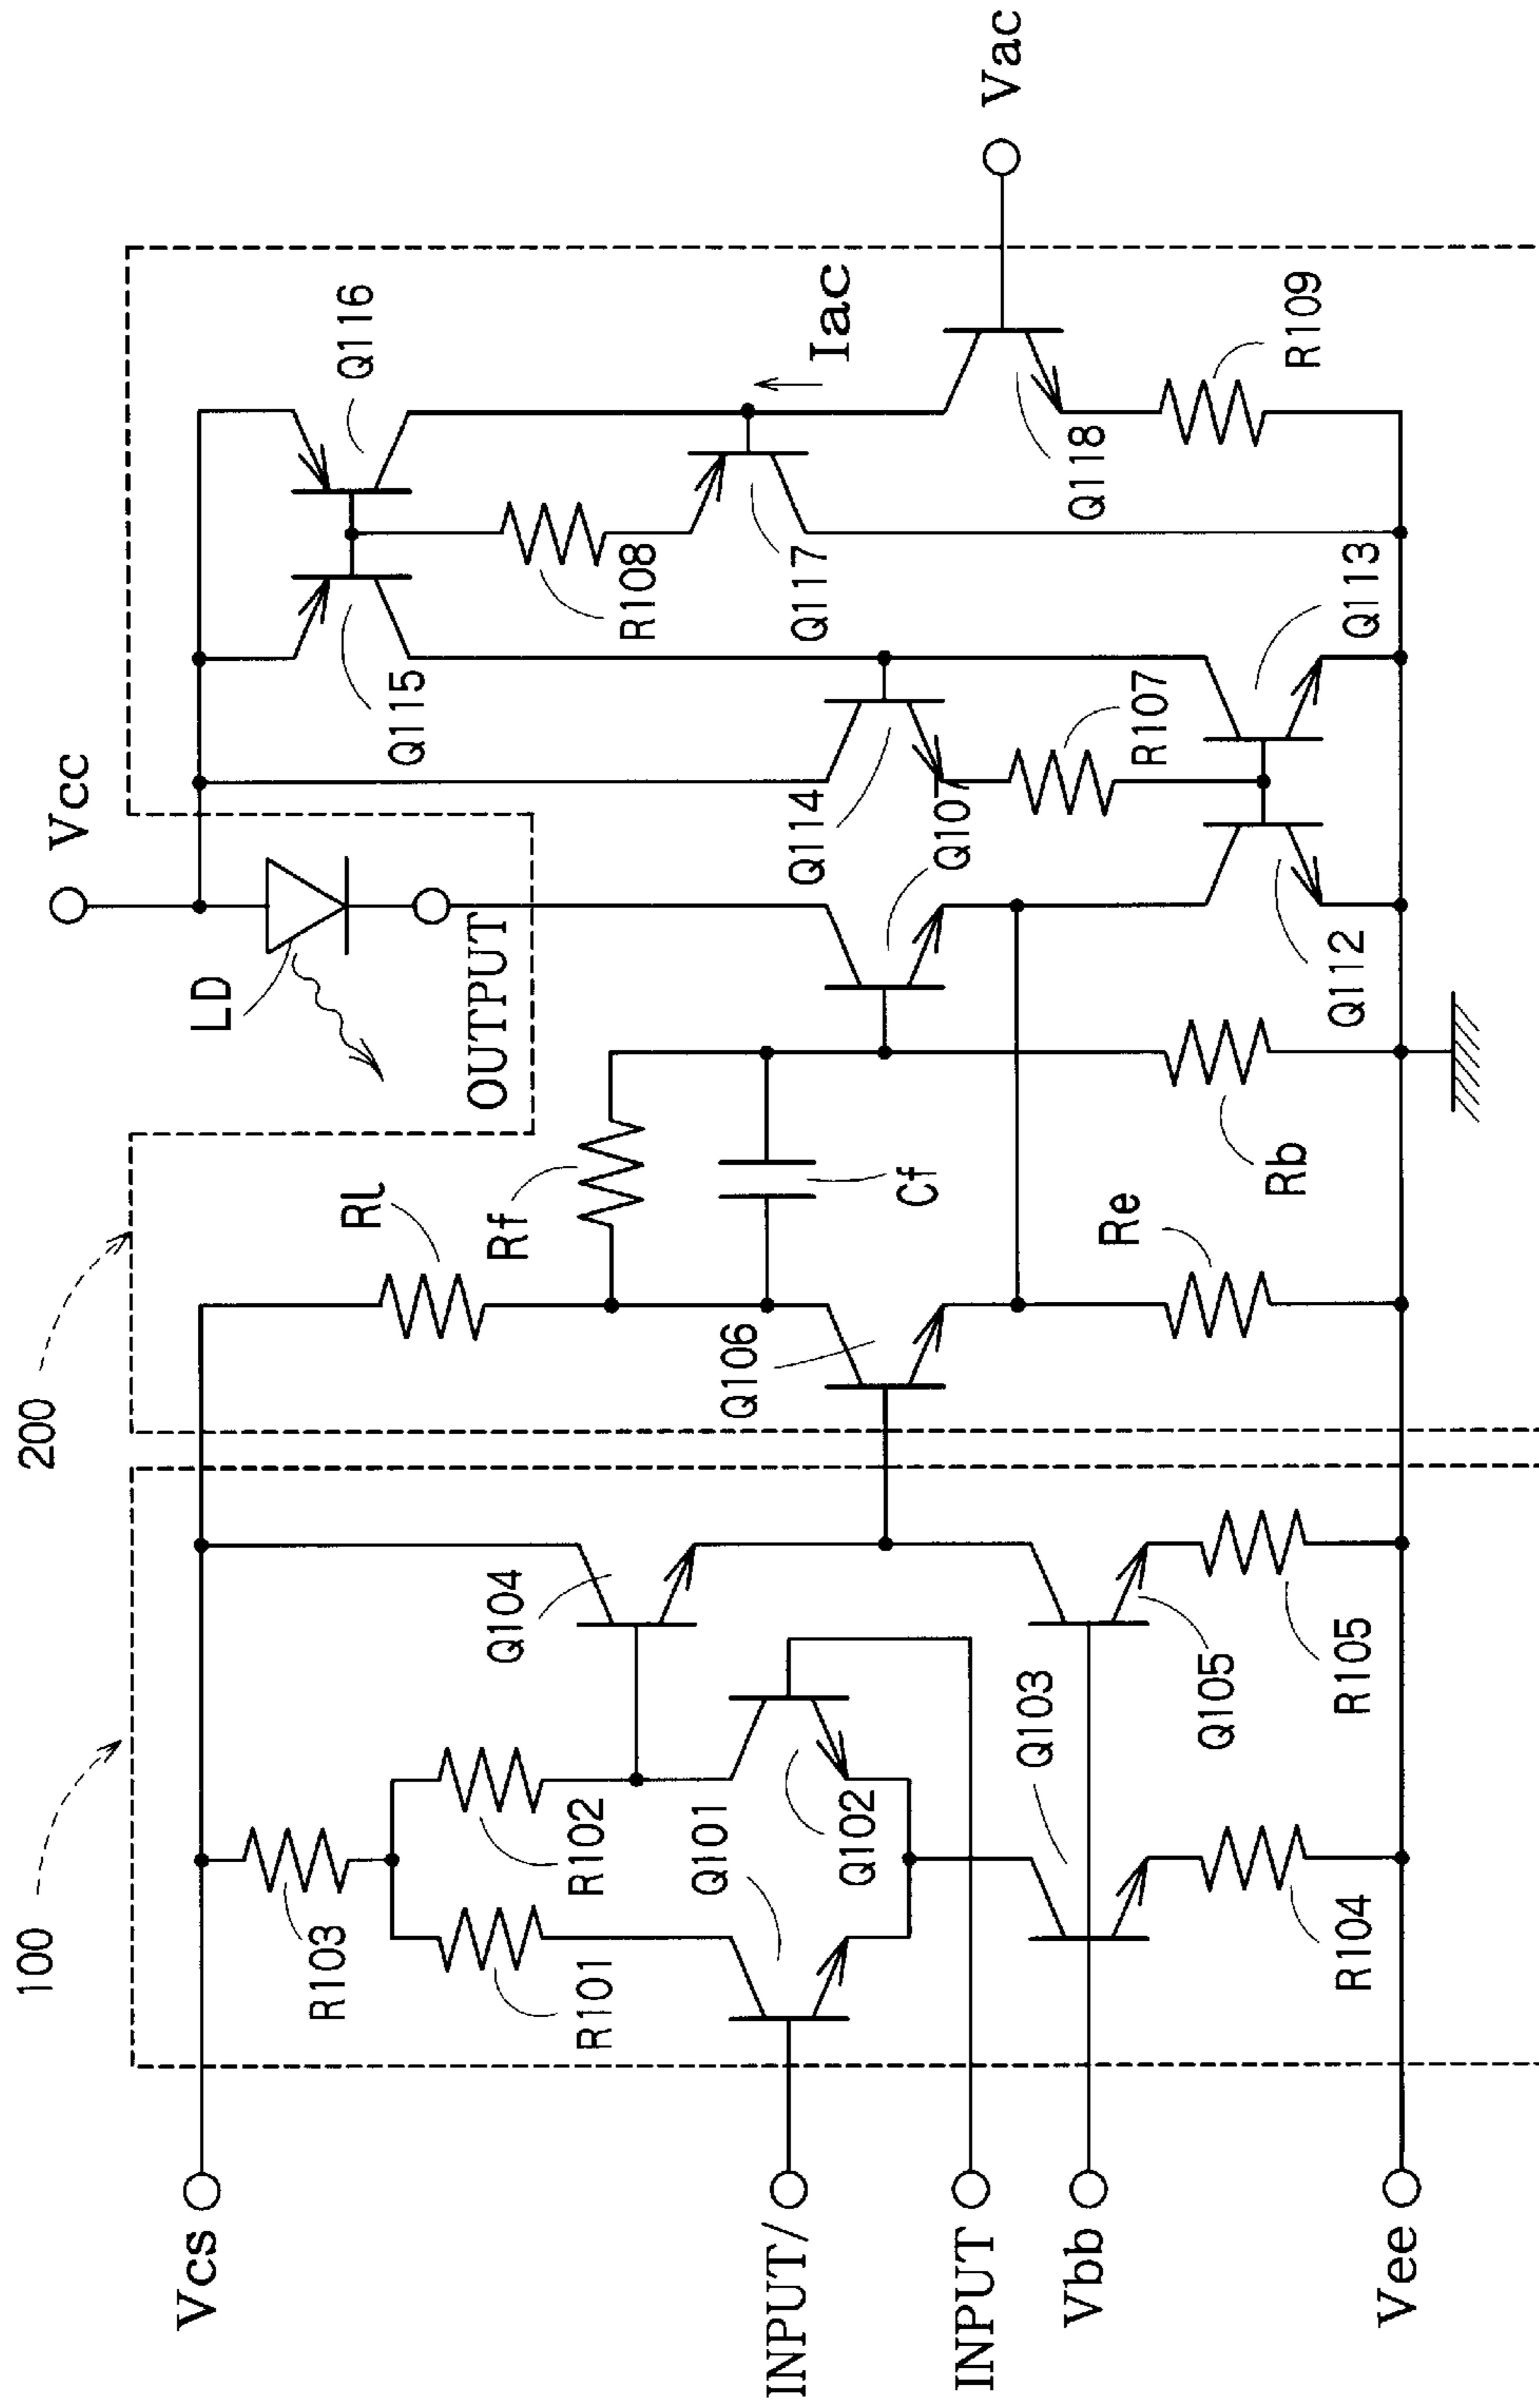 100
200
Vcs
INPUT/
INPUT
Vbb
Vee
R103
R101
R102
Q101
Q102
Q104
Q103
Q105
R104
R105
Rl
Rf
Cf
Q106
Re
Rb
LD
OUTPUT
Vcc
Q107
Q114
R107
Q112
Q113
Q115
Q116
R108
Q117
Iac
Q118
R109
Vac